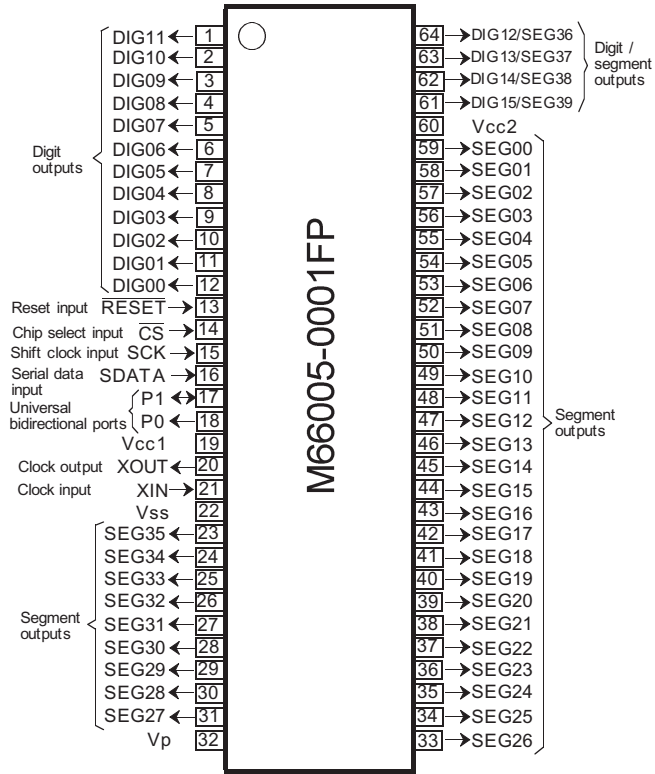 DIG11 1
DIG10 2
DIG09 3
DIG08 4
DIG07 5
DIG06 6
DIG05 7
DIG04 8
DIG03 9
DIG02 10
DIG01 11
DIG00 12
Digit
outputs
Reset input RESET 13
Chip select input CS 14
Shift clock input SCK 15
Serial data
input
SDATA 16
P1 17
Universal
bidirectional ports
P0 18
Vcc1 19
Clock output XOUT 20
Clock input XIN 21
Vss 22
SEG35 23
SEG34 24
SEG33 25
SEG32 26
SEG31 27
SEG30 28
SEG29 29
SEG28 30
SEG27 31
Segment
outputs
Vp 32
M66005-0001FP
64 DIG12/SEG36
63 DIG13/SEG37
62 DIG14/SEG38
61 DIG15/SEG39
Digit /
segment
outputs
60 Vcc2
59 SEG00
58 SEG01
57 SEG02
56 SEG03
55 SEG04
54 SEG05
53 SEG06
52 SEG07
51 SEG08
50 SEG09
49 SEG10
48 SEG11
47 SEG12
46 SEG13
45 SEG14
44 SEG15
43 SEG16
42 SEG17
41 SEG18
40 SEG19
39 SEG20
38 SEG21
37 SEG22
36 SEG23
35 SEG24
34 SEG25
33 SEG26
Segment
outputs